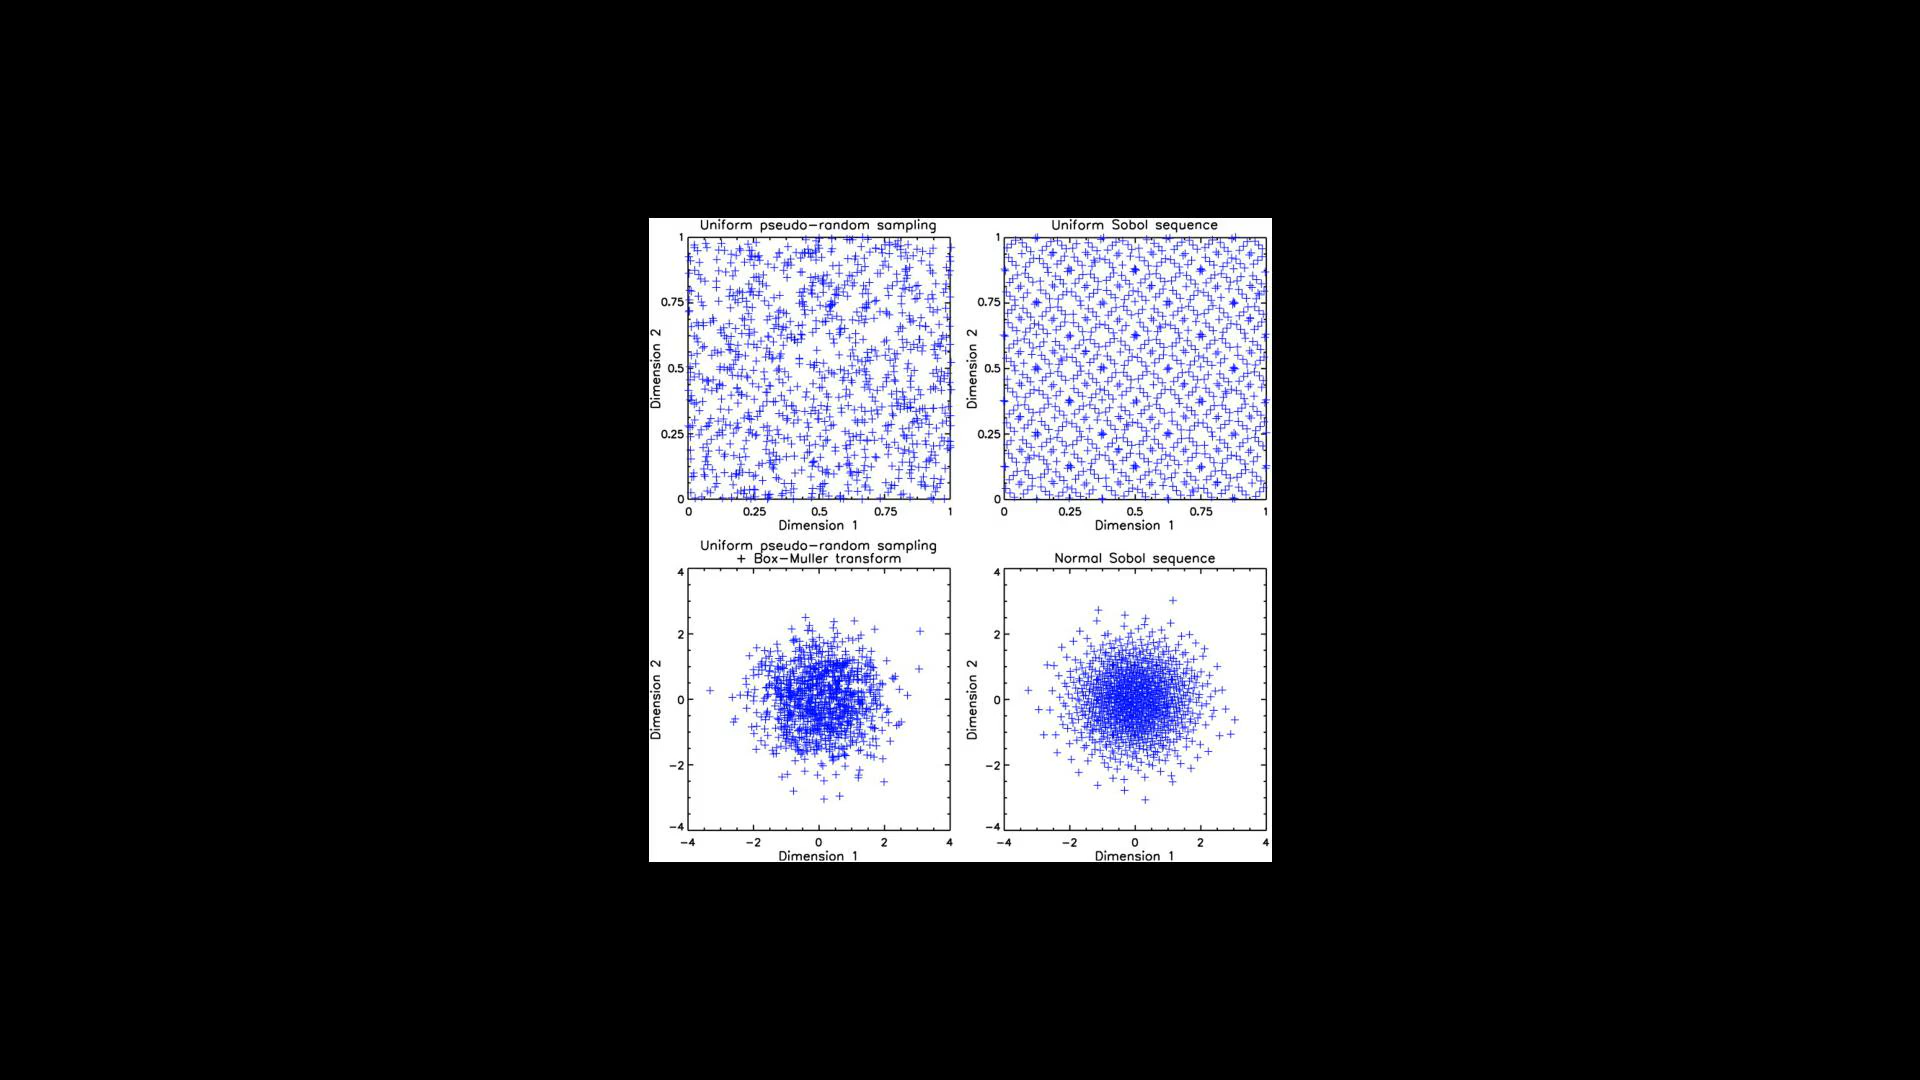 Uniform pseudo-random sampling
1
0.75
0.5
0.25
0
Dimension 2
0 0.25 0.5 0.75 1
Dimension 1
Uniform Sobol sequence
1
0.75
0.5
0.25
0
Dimension 2
0 0.25 0.5 0.75 1
Dimension 1
Uniform pseudo-random sampling
+ Box-Muller transform
4
2
0
-2
-4
Dimension 2
-4 -2 0 2 4
Dimension 1
Normal Sobol sequence
4
2
0
-2
-4
Dimension 2
-4 -2 0 2 4
Dimension 1